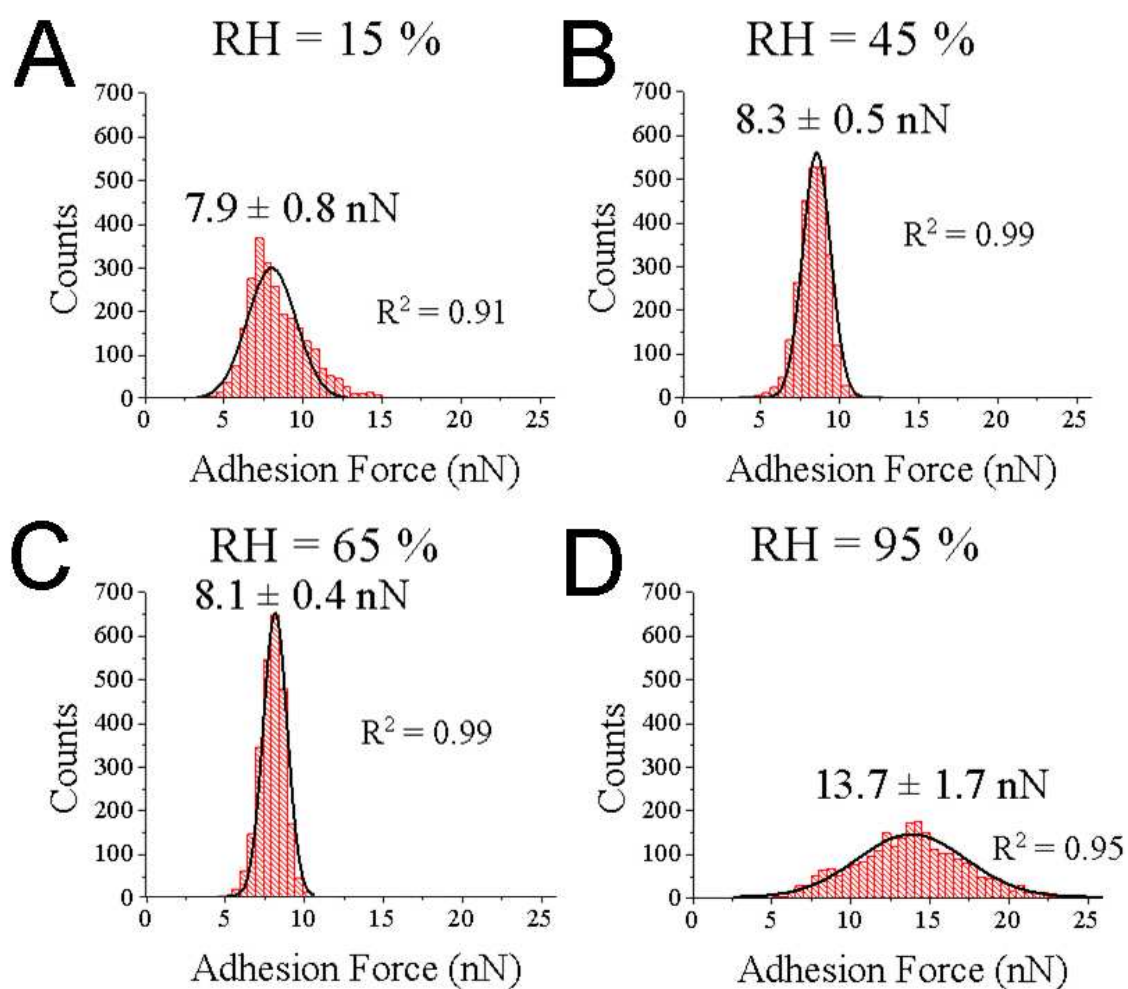 A
RH = 15 %
700
600
500
400
300
200
100
0
7.9 ± 0.8 nN
R² = 0.91
Counts
0 5 10 15 20 25
Adhesion Force (nN)
B
RH = 45 %
700
600
500
400
300
200
100
0
8.3 ± 0.5 nN
R² = 0.99
Counts
0 5 10 15 20 25
Adhesion Force (nN)
C
RH = 65 %
700
600
500
400
300
200
100
0
8.1 ± 0.4 nN
R² = 0.99
Counts
0 5 10 15 20 25
Adhesion Force (nN)
D
RH = 95 %
700
600
500
400
300
200
100
0
13.7 ± 1.7 nN
R² = 0.95
Counts
0 5 10 15 20 25
Adhesion Force (nN)